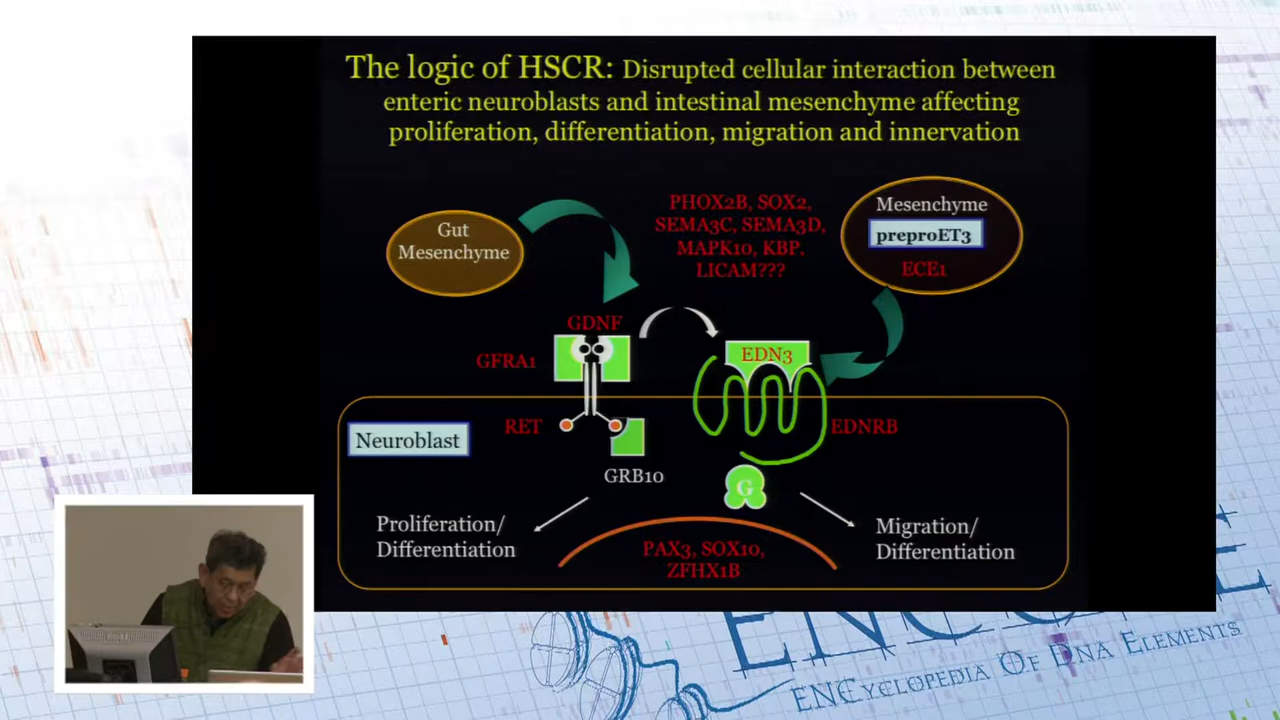 The logic of HSCR: Disrupted cellular interaction between
enteric neuroblasts and intestinal mesenchyme affecting
proliferation, differentiation, migration and innervation
Gut
Mesenchyme
PHOX2B, SOX2,
SEMA3C, SEMA3D,
MAPK10, KBP.
LICAM???
Mesenchyme
preproET3
ECE1
GDNF
GFRA1
EDN3
RET
EDNRB
Neuroblast
GRB10
G
Proliferation/
Differentiation
Migration/
Differentiation
PAX3, SOX10,
ZFHX1B
ENCYCLOPEDIA OF DNA ELEMENTS